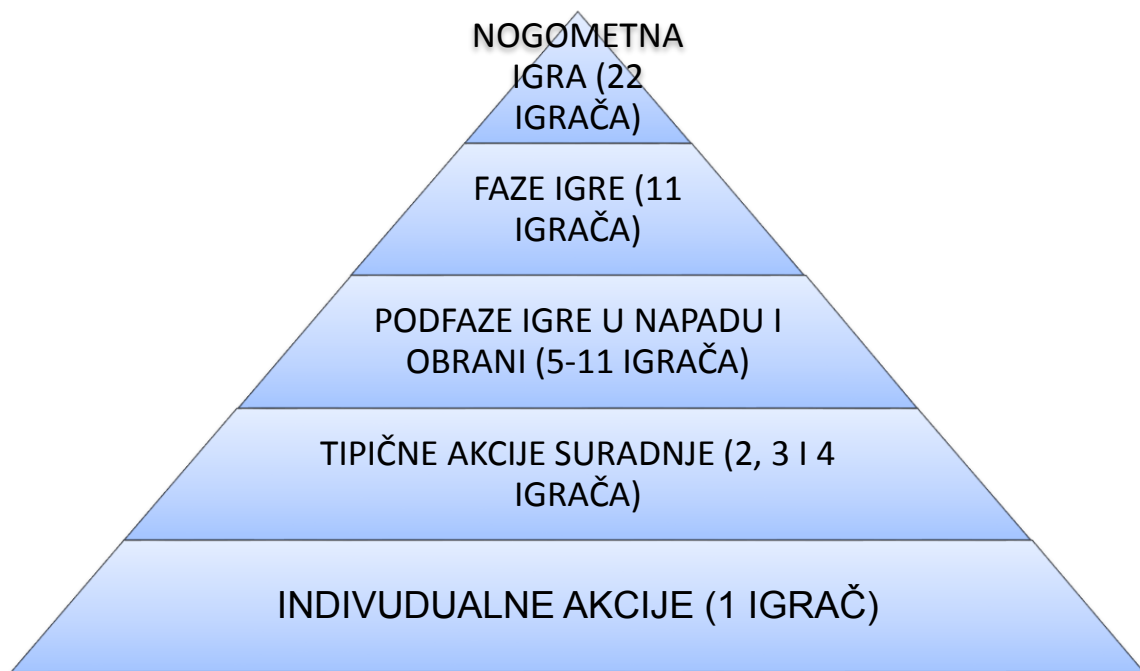 NOGOMETNA
IGRA (22
IGRAČA)
FAZE IGRE (11
IGRAČA)
PODFAZE IGRE U NAPADU I
OBRANI (5-11 IGRAČA)
TIPIČNE AKCIJE SURADNJE (2, 3 I 4
IGRAČA)
INDIVUDUALNE AKCIJE (1 IGRAČ)